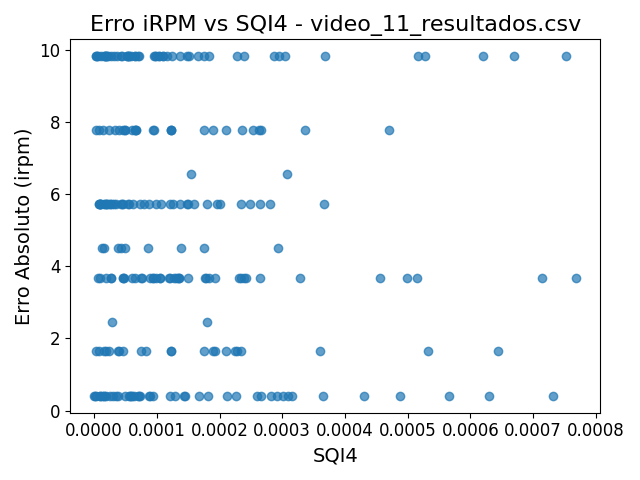 Erro iRPM vs SQI4 - video_11_resultados.csv
Erro Absoluto (irpm)
10
8
6
4
2
0
0.0000 0.0001 0.0002 0.0003 0.0004 0.0005 0.0006 0.0007 0.0008
SQI4